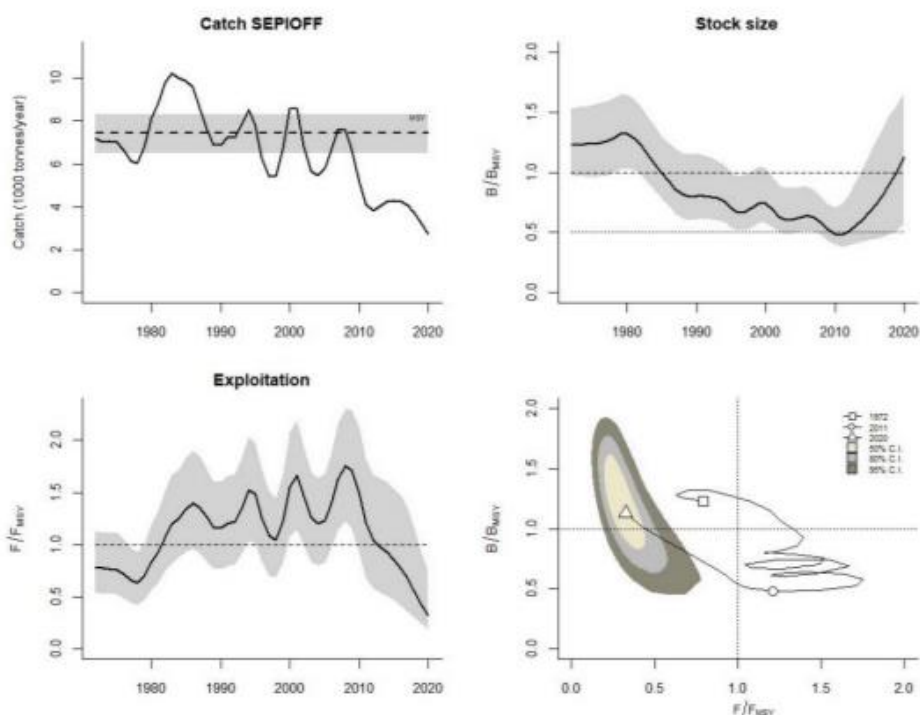 Catch SEPIOFF
Catch (1000 tonnes/year)
0 2 4 6 8 10
MSY
1980 1990 2000 2010 2020
Stock size
B/B_MSY
0.0 0.5 1.0 1.5 2.0
1980 1990 2000 2010 2020
Exploitation
F/F_MSY
0.0 0.5 1.0 1.5 2.0
1980 1990 2000 2010 2020
B/B_MSY
0.0 0.5 1.0 1.5 2.0
1972
2011
2020
50% C.I.
80% C.I.
95% C.I.
0.0 0.5 1.0 1.5 2.0
F/F_MSY